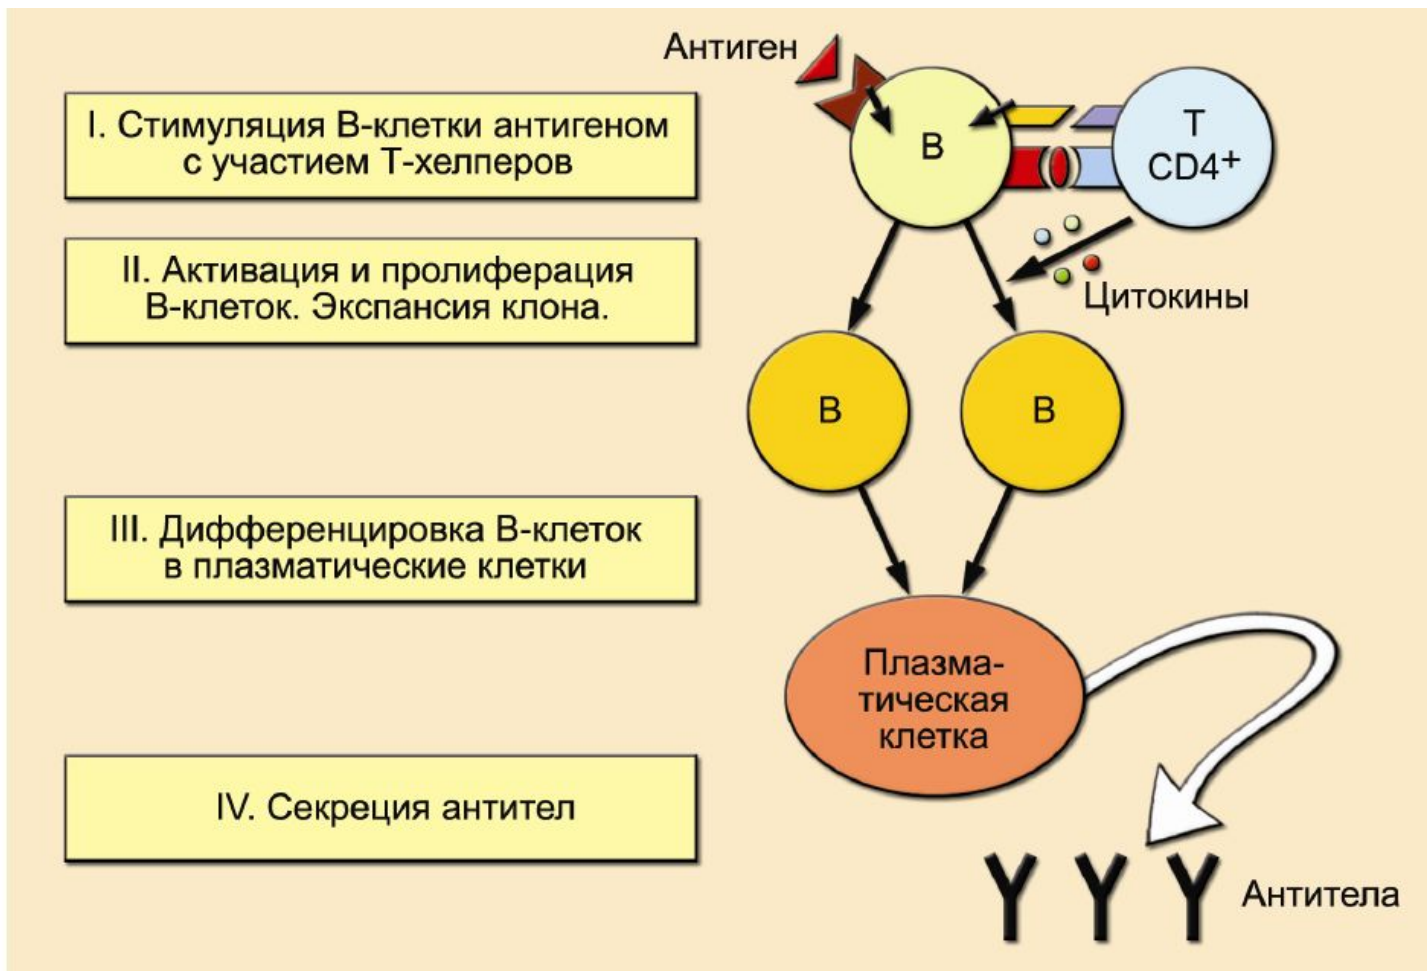 Антиген
I. Стимуляция В-клетки антигеном
с участием Т-хелперов
В
Т
CD4+
II. Активация и пролиферация
В-клеток. Экспансия клона.
Цитокины
В
В
III. Дифференцировка В-клеток
в плазматические клетки
Плазма-
тическая
клетка
IV. Секреция антител
Антитела